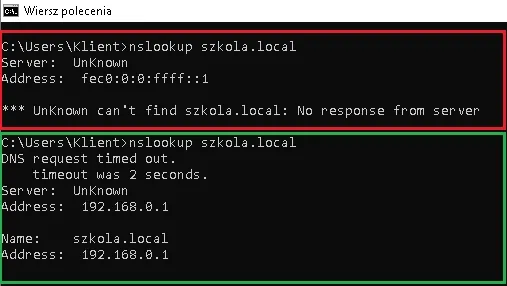 Wiersz polecenia
C:\Users\Klient>nslookup szkola.local
Server:  UnKnown
Address:  fec0:0:0:ffff::1
*** UnKnown can't find szkola.local: No response from server
C:\Users\Klient>nslookup szkola.local
DNS request timed out.
    timeout was 2 seconds.
Server:  UnKnown
Address:  192.168.0.1
Name:    szkola.local
Address:  192.168.0.1